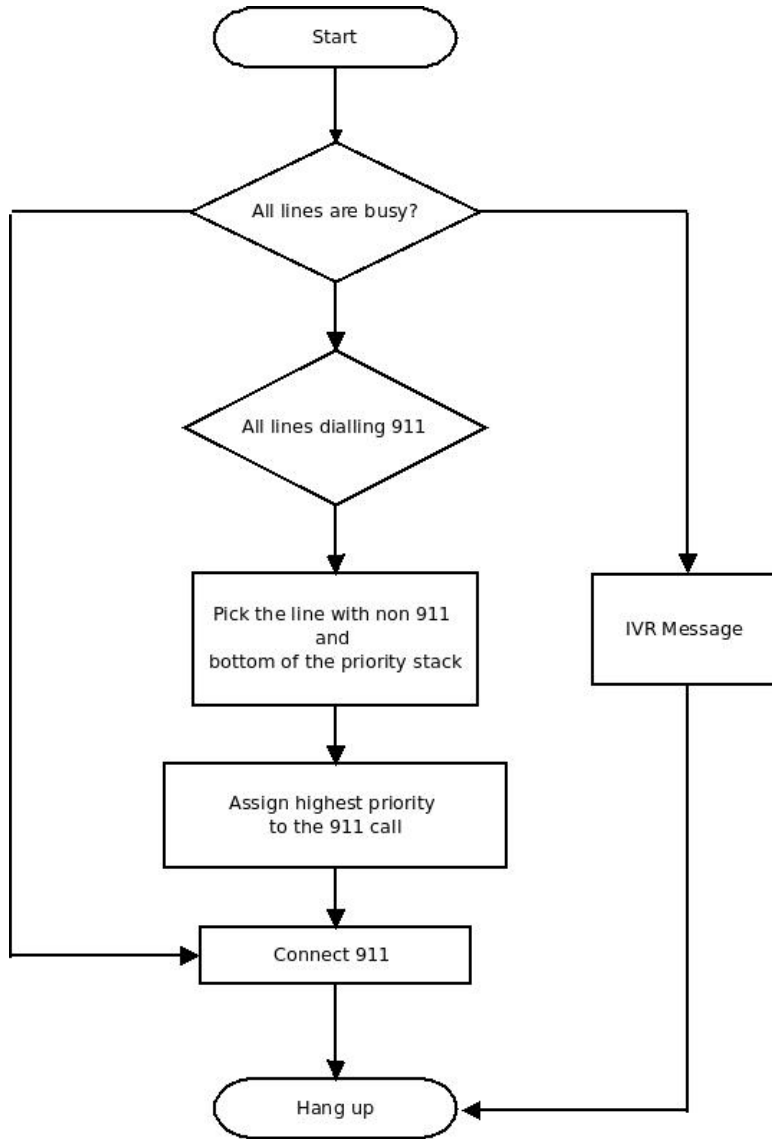 Start
All lines are busy?
All lines dialling 911
Pick the line with non 911
and
bottom of the priority stack
IVR Message
Assign highest priority
to the 911 call
Connect 911
Hang up